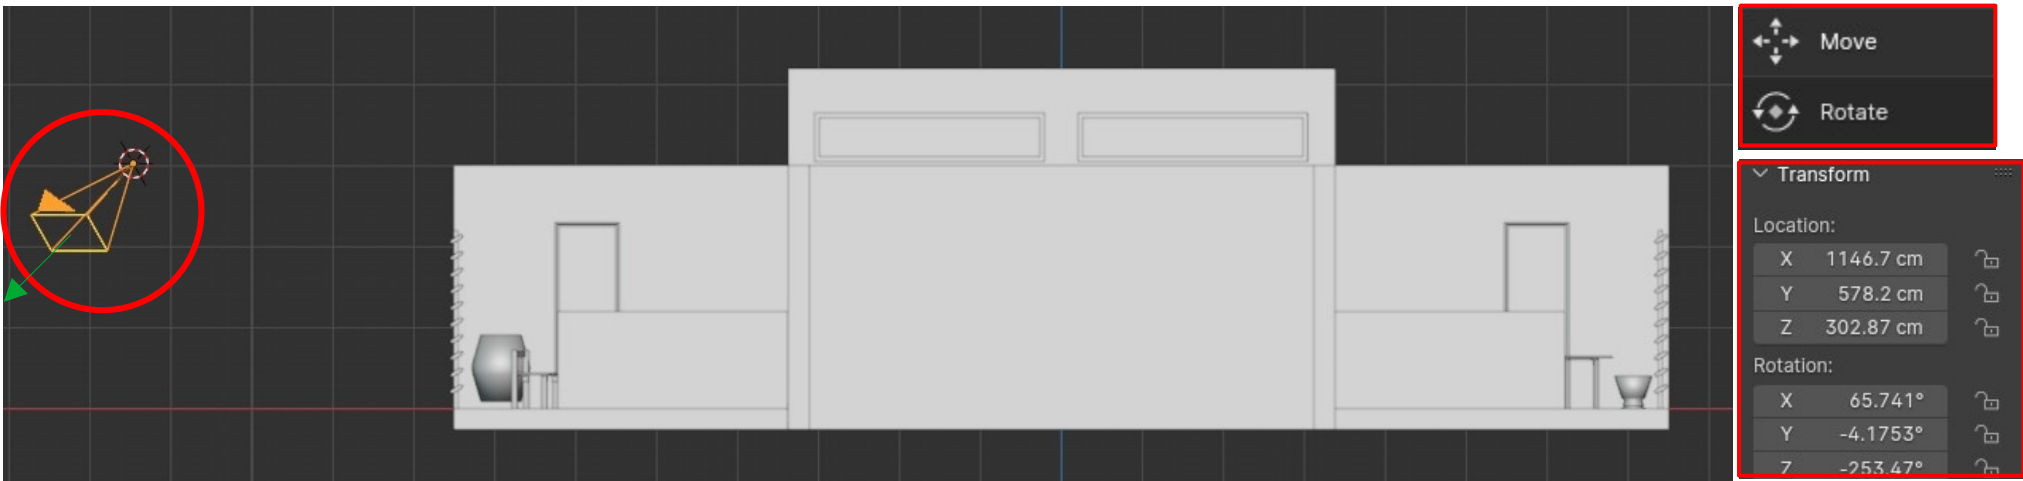 Move
Rotate
Transform
Location:
X 1146.7 cm
Y 578.2 cm
Z 302.87 cm
Rotation:
X 65.741°
Y -4.1753°
Z -253.47°